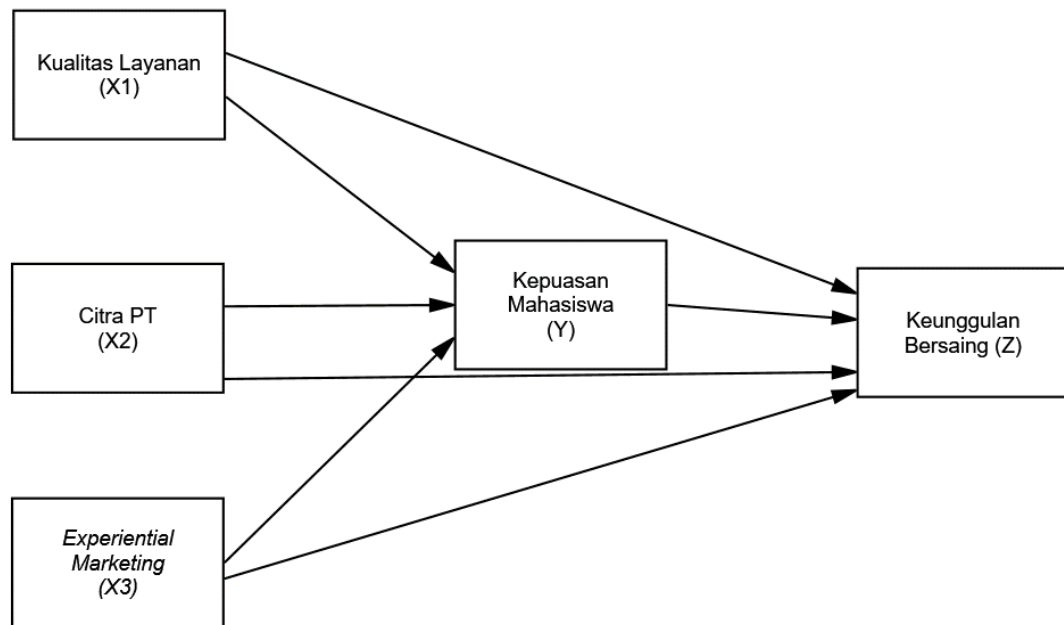 Kualitas Layanan
(X1)
Citra PT
(X2)
Experiential
Marketing
(X3)
Kepuasan
Mahasiswa
(Y)
Keunggulan
Bersaing (Z)